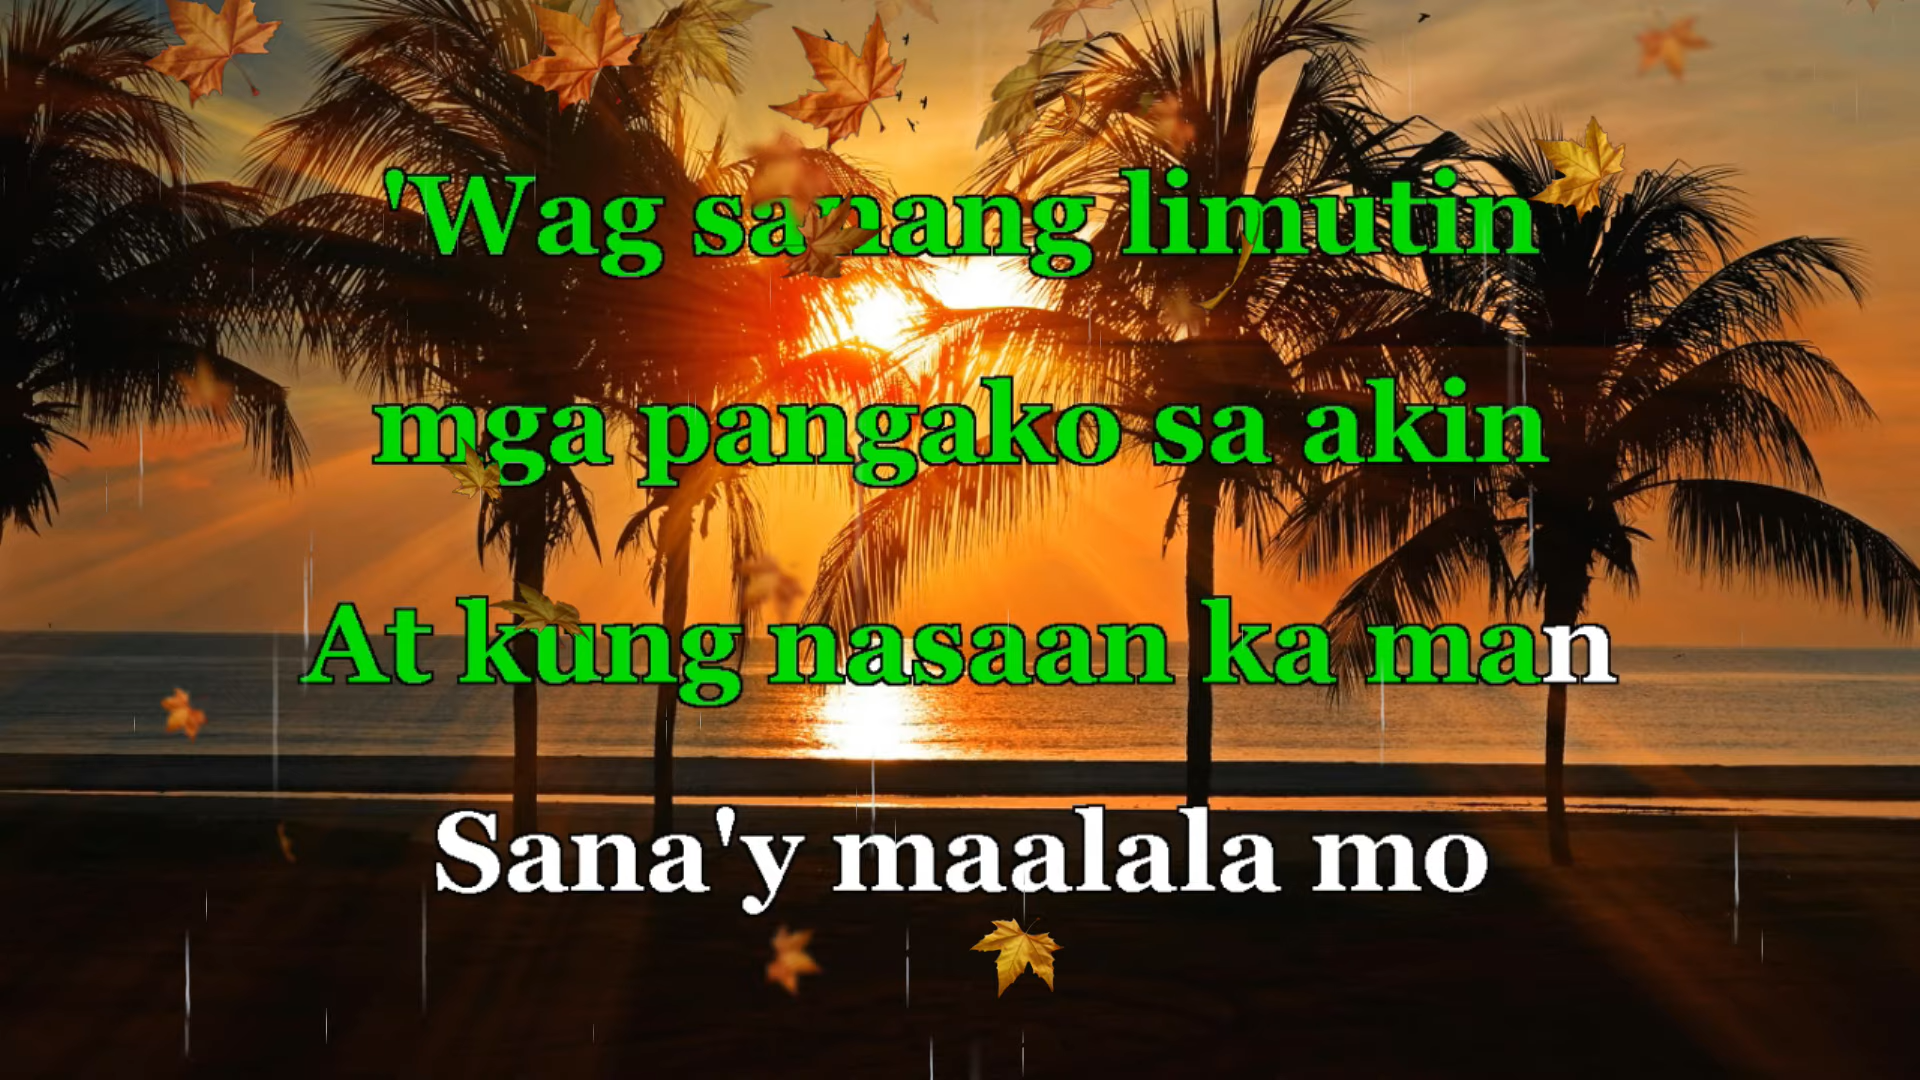 'Wag sanang limutin
mga pangako sa akin
At kung nasaan ka man
Sana'y maalala mo